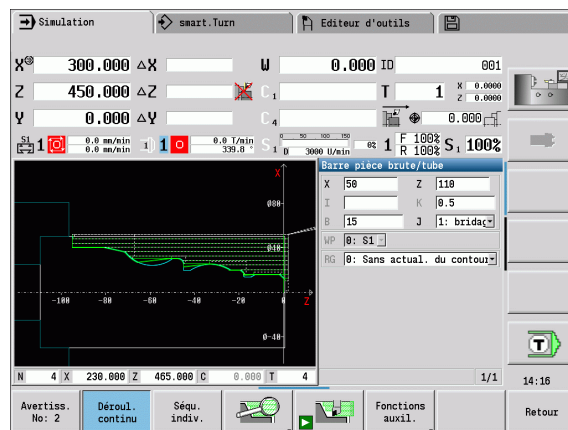 Simulation smart.Turn Editeur d'outils
X 300.000 ΔX W 0.000 ID 001
Z 450.000 ΔZ C 1 T 1 X 0.0000 Z 0.0000
Y 0.000 ΔY C 4 0.000
S1 1 0.0 mm/min 0.0 mm/min 1 0.0 T/min 339.8 ° S 1 0 50 100 150 D 3000 U/min 0% 1 F 100% R 100% S 1 100%
Barre pièce brute/tube
X 50 Z 110
I K 0.5
B 15 J 1: bridag
WP 0: S1
RG 0: Sans actual. du contour
X
Ø80
Ø40
-100 -80 -60 -40 -20 0 Z
Ø-40
N 4 X 230.000 Z 465.000 C 0.000 T 4
1/1
T
14:16
Avertiss. No: 2
Déroul. continu
Séqu. indiv.
Fonctions auxil.
Retour